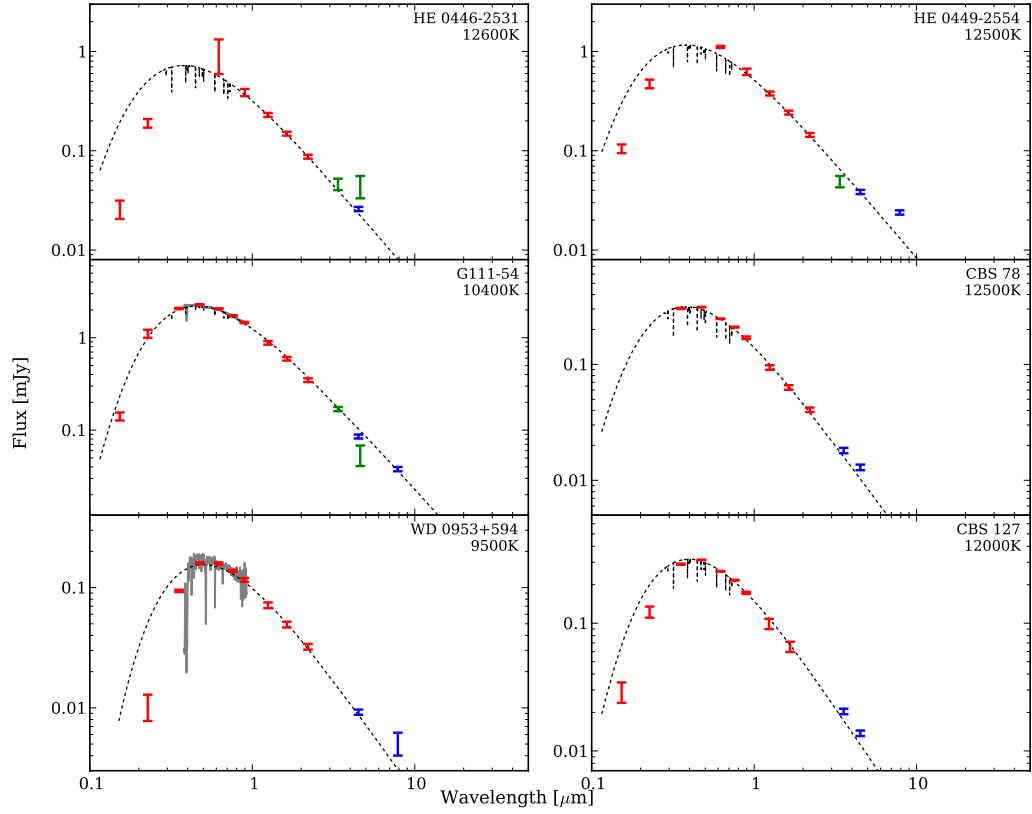 HE 0446-2531
12600K
HE 0449-2554
12500K
1
0.1
0.01
1
0.1
0.01
G111-54
10400K
CBS 78
12500K
1
0.1
0.1
0.01
Flux [mJy]
WD 0953+594
9500K
CBS 127
12000K
0.1
0.01
0.1
0.01
0.1
1
10
0.1
1
10
Wavelength [μm]